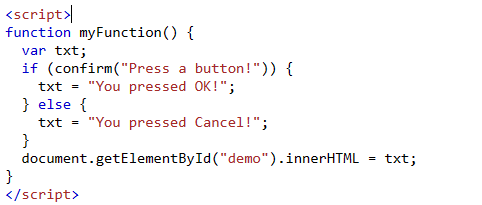 <script>
function myFunction() {
  var txt;
  if (confirm("Press a button!")) {
    txt = "You pressed OK!";
  } else {
    txt = "You pressed Cancel!";
  }
  document.getElementById("demo").innerHTML = txt;
}
</script>